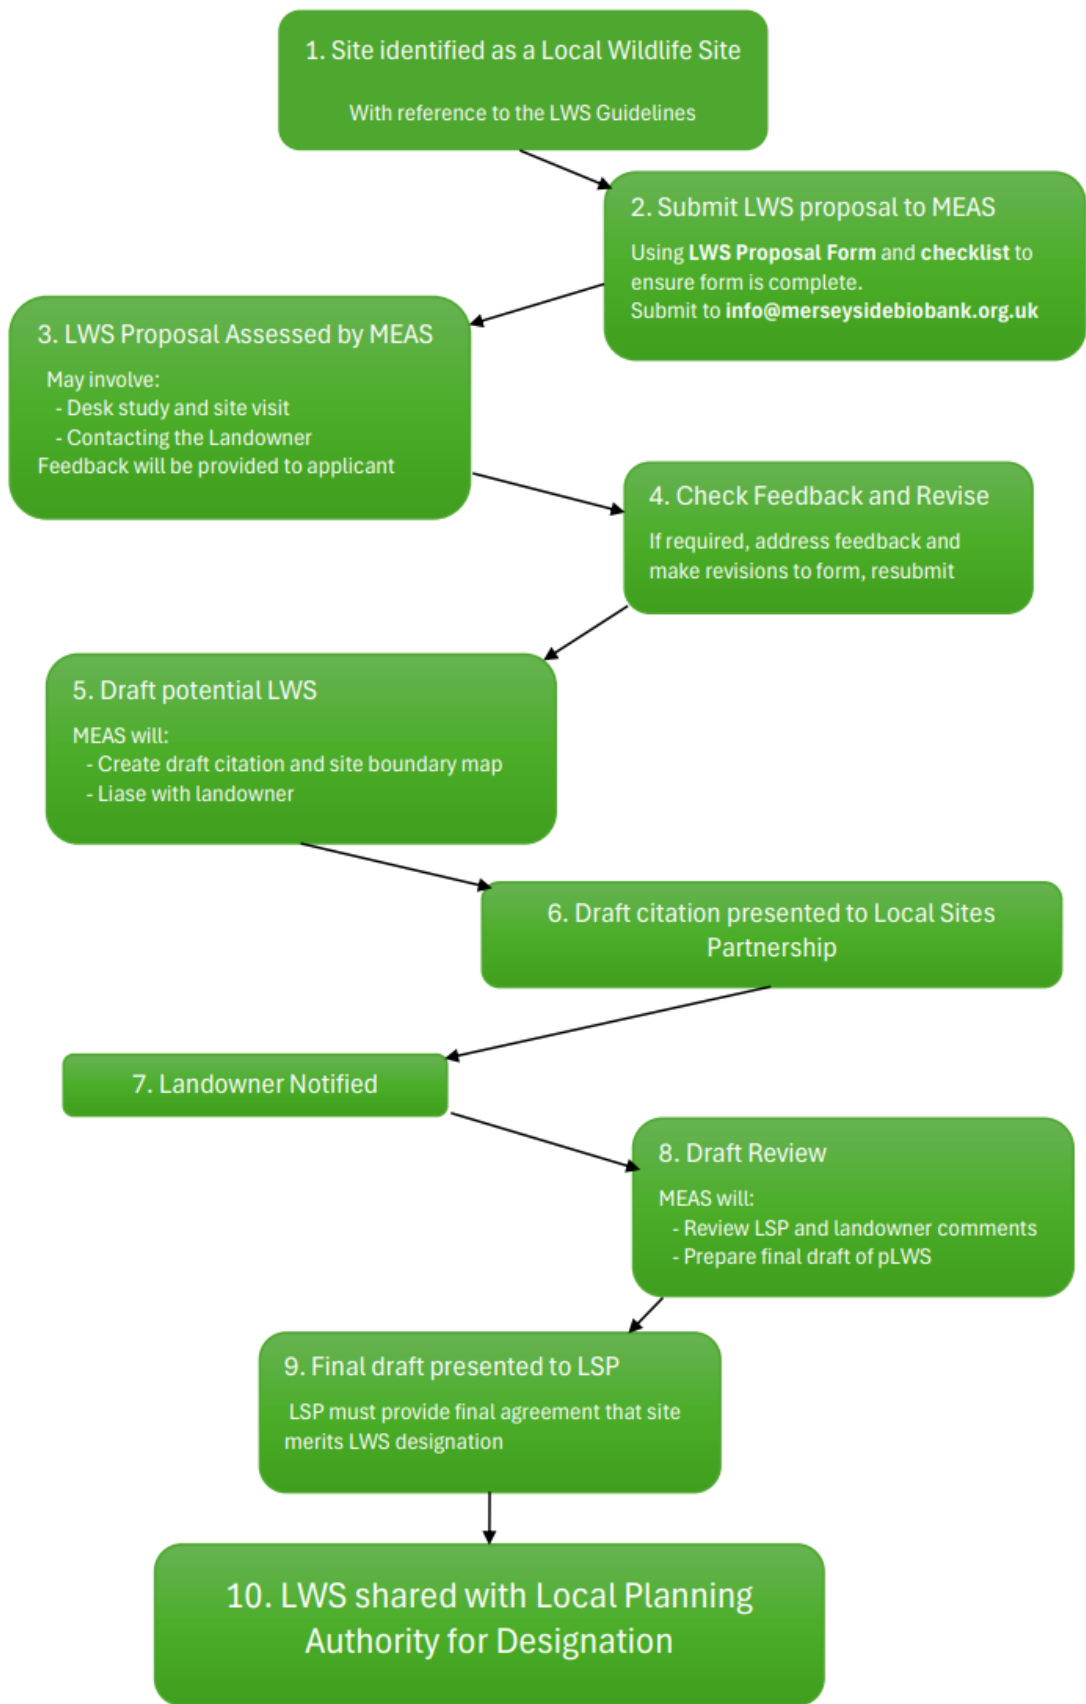 1. Site identified as a Local Wildlife Site
With reference to the LWS Guidelines
2. Submit LWS proposal to MEAS
Using LWS Proposal Form and checklist to
ensure form is complete.
Submit to info@merseysidebiobank.org.uk
3. LWS Proposal Assessed by MEAS
May involve:
- Desk study and site visit
- Contacting the Landowner
Feedback will be provided to applicant
4. Check Feedback and Revise
If required, address feedback and
make revisions to form, resubmit
5. Draft potential LWS
MEAS will:
- Create draft citation and site boundary map
- Liase with landowner
6. Draft citation presented to Local Sites
Partnership
7. Landowner Notified
8. Draft Review
MEAS will:
- Review LSP and landowner comments
- Prepare final draft of pLWS
9. Final draft presented to LSP
LSP must provide final agreement that site
merits LWS designation
10. LWS shared with Local Planning
Authority for Designation